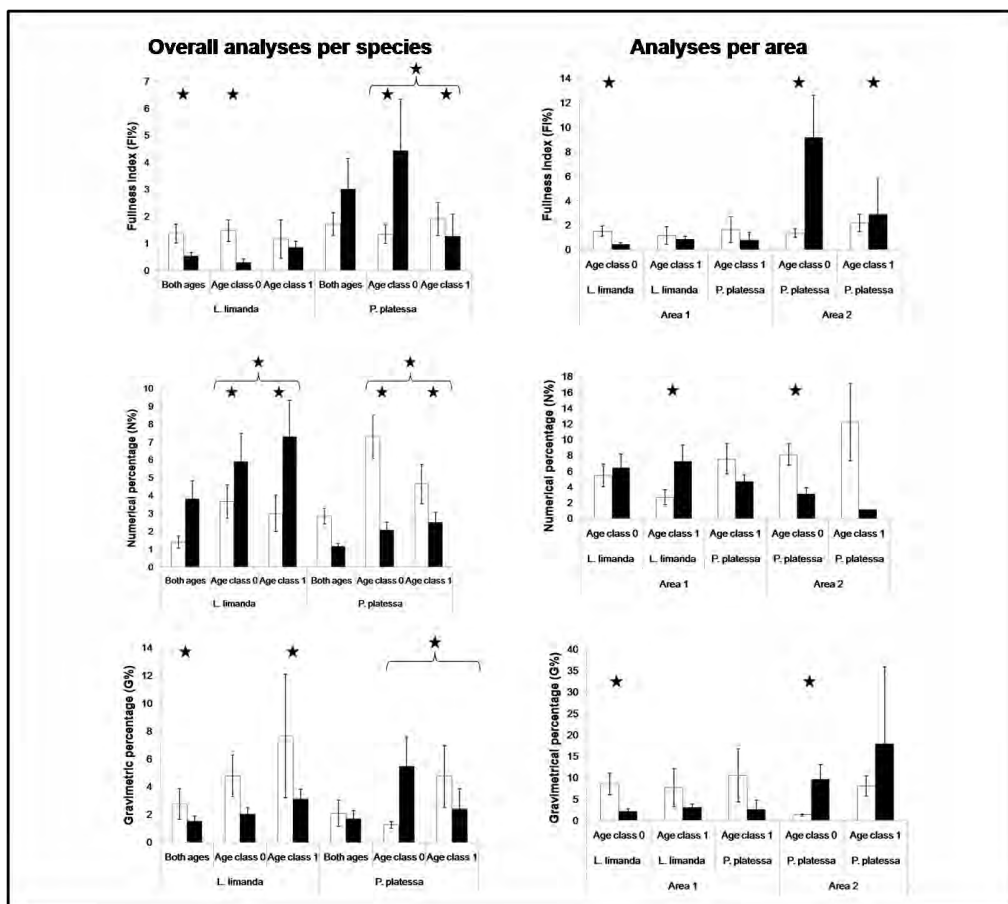 Overall analyses per species
Fullness Index (FI%)
7
6
5
4
3
2
1
0
Both ages Age class 0 Age class 1 Both ages Age class 0 Age class 1
L. limanda P. platessa
Analyses per area
Fullness Index (FI%)
14
12
10
8
6
4
2
0
Age class 0 Age class 1 Age class 1 Age class 0 Age class 1
L. limanda L. limanda P. platessa P. platessa P. platessa
Area 1 Area 2
Numerical percentage (N%)
10
9
8
7
6
5
4
3
2
1
0
Both ages Age class 0 Age class 1 Both ages Age class 0 Age class 1
L. limanda P. platessa
Numerical percentage (N%)
18
16
14
12
10
8
6
4
2
0
Age class 0 Age class 1 Age class 1 Age class 0 Age class 1
L. limanda L. limanda P. platessa P. platessa P. platessa
Area 1 Area 2
Gravimetric percentage (G%)
14
12
10
8
6
4
2
0
Both ages Age class 0 Age class 1 Both ages Age class 0 Age class 1
L. limanda P. platessa
Gravimetrical percentage (G%)
40
35
30
25
20
15
10
5
0
Age class 0 Age class 1 Age class 1 Age class 0 Age class 1
L. limanda L. limanda P. platessa P. platessa P. platessa
Area 1 Area 2